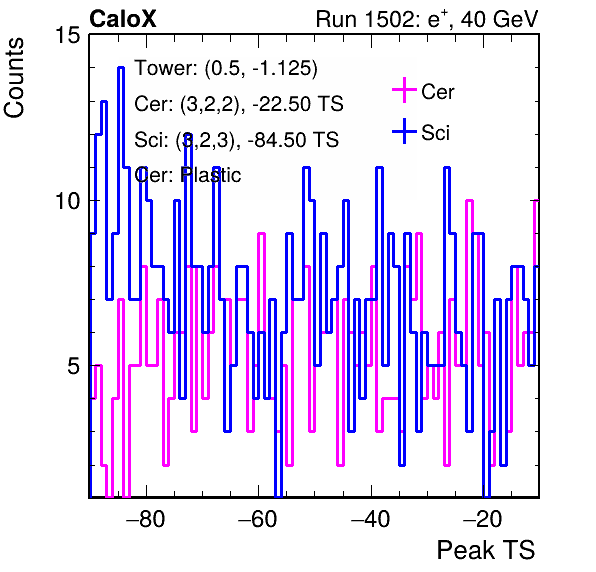 CaloX Run 1502: e+, 40 GeV
Counts
15
Tower: (0.5, -1.125)
Cer: (3,2,2), -22.50 TS
Sci: (3,2,3), -84.50 TS
Cer: Plastic
Cer
Sci
10
5
−80 −60 −40 −20
Peak TS